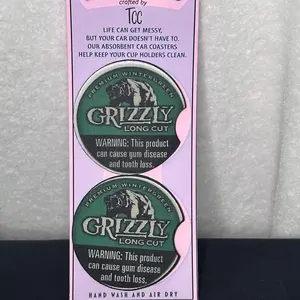 crafted by
TCC
LIFE CAN GET MESSY,
BUT YOUR CAR DOESN'T HAVE TO.
OUR ABSORBENT CAR COASTERS
HELP KEEP YOUR CUP HOLDERS CLEAN.
PREMIUM WINTERGREEN
GRIZZLY
LONG CUT
WARNING: This product
can cause gum disease
and tooth loss.
PREMIUM WINTERGREEN
GRIZZLY
LONG CUT
WARNING: This product
can cause gum disease
and tooth loss.
HAND WASH AND AIR DRY